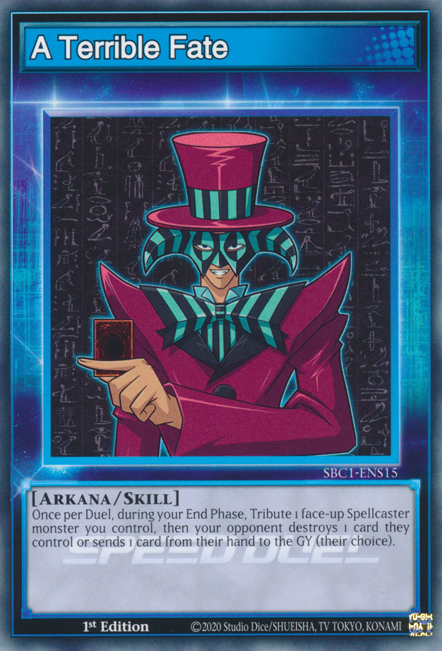 A Terrible Fate
SBC1-ENS15
[ARKANA/SKILL]
Once per Duel, during your End Phase, Tribute 1 face-up Spellcaster
monster you control, then your opponent destroys 1 card they
control or sends 1 card from their hand to the GY (their choice).
SPEED DUEL
1st Edition
©2020 Studio Dice/SHUEISHA, TV TOKYO, KONAMI